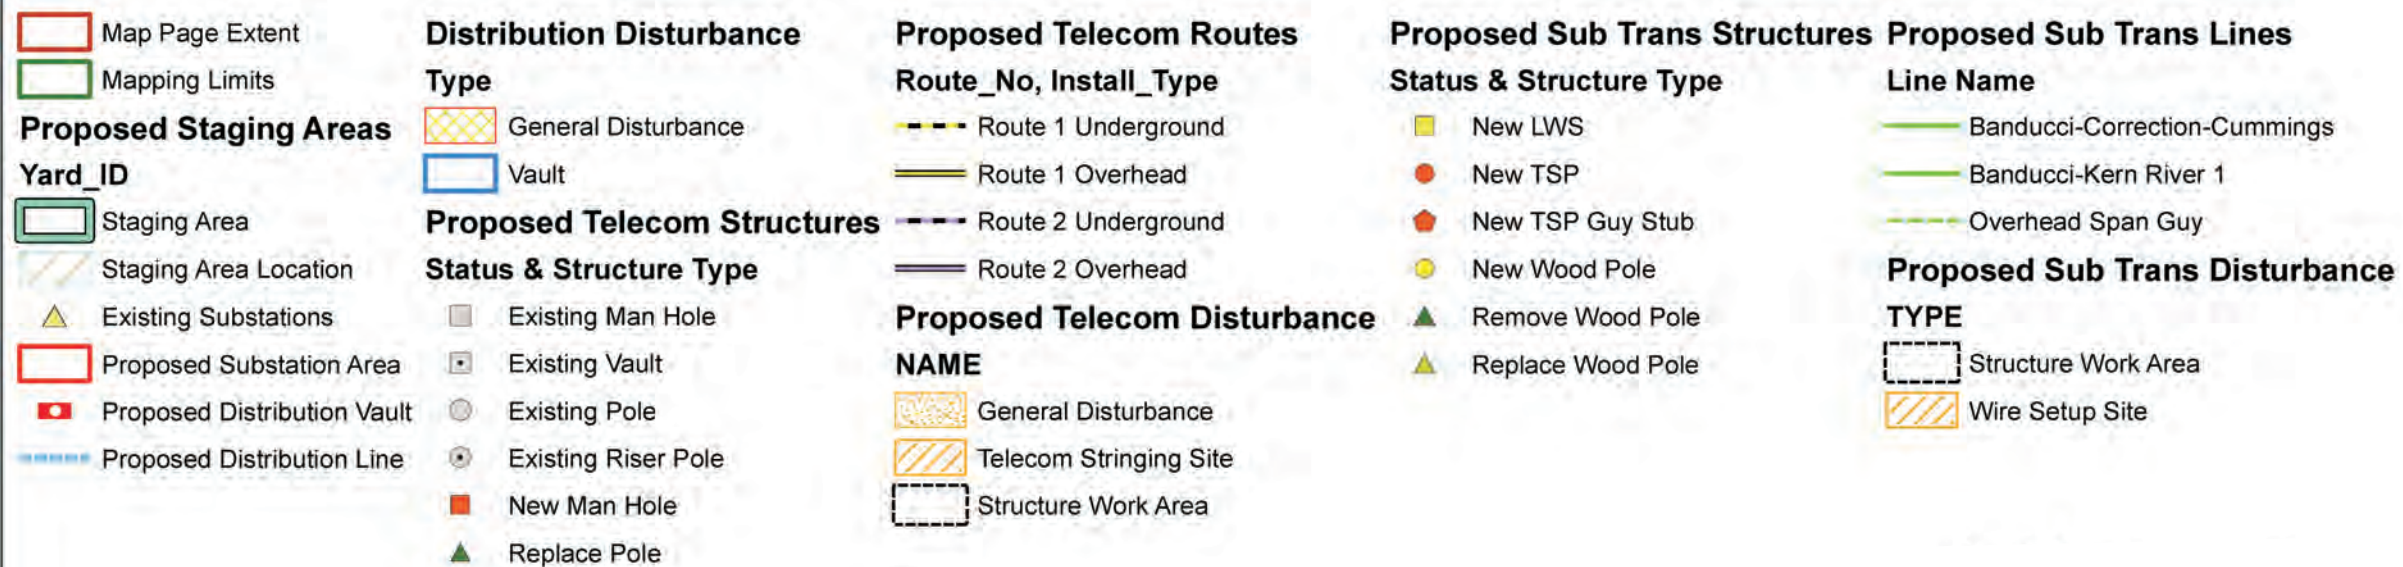 Map Page Extent
Mapping Limits
Proposed Staging Areas
Yard_ID
Staging Area
Staging Area Location
Existing Substations
Proposed Substation Area
Proposed Distribution Vault
Proposed Distribution Line
Distribution Disturbance
Type
General Disturbance
Vault
Proposed Telecom Structures
Status & Structure Type
Existing Man Hole
Existing Vault
Existing Pole
Existing Riser Pole
New Man Hole
Replace Pole
Proposed Telecom Routes
Route_No, Install_Type
Route 1 Underground
Route 1 Overhead
Route 2 Underground
Route 2 Overhead
Proposed Telecom Disturbance
NAME
General Disturbance
Telecom Stringing Site
Structure Work Area
Proposed Sub Trans Structures
Status & Structure Type
New LWS
New TSP
New TSP Guy Stub
New Wood Pole
Remove Wood Pole
Replace Wood Pole
Proposed Sub Trans Lines
Line Name
Banducci-Correction-Cummings
Banducci-Kern River 1
Overhead Span Guy
Proposed Sub Trans Disturbance
TYPE
Structure Work Area
Wire Setup Site